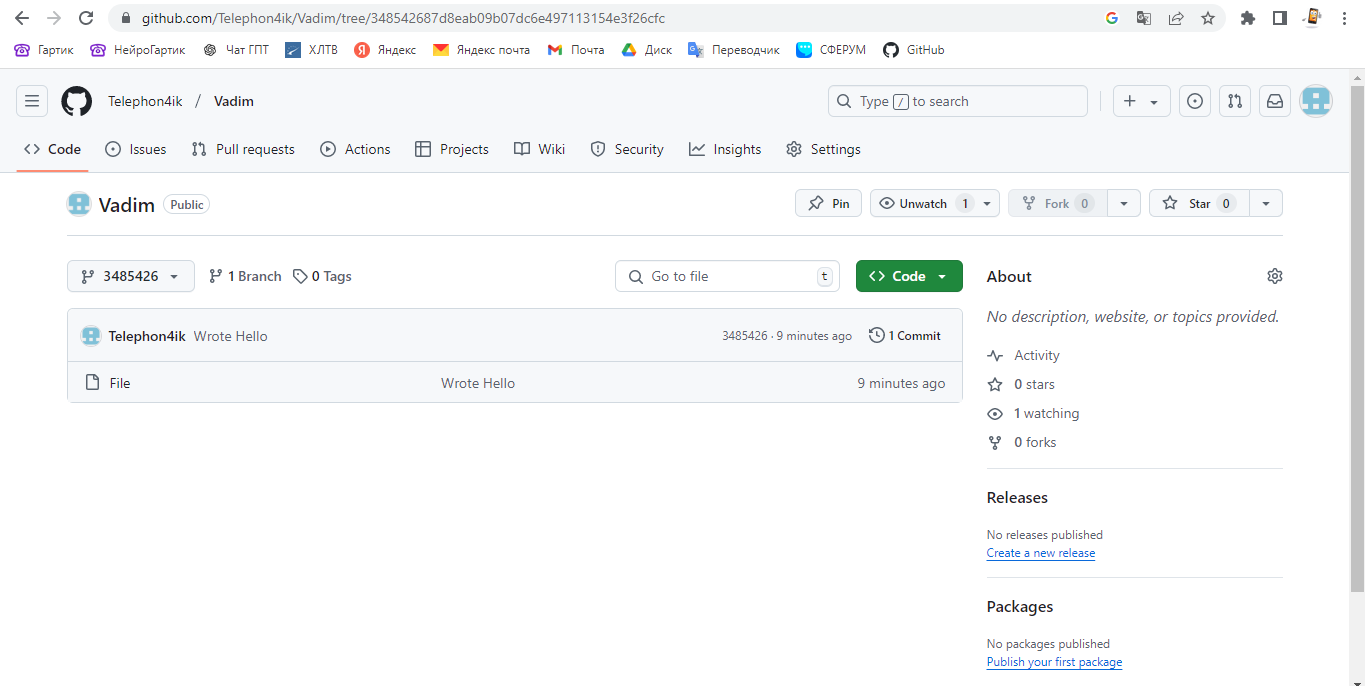 github.com/Telephon4ik/Vadim/tree/348542687d8eab09b07dc6e497113154e3f26cfc
Гартик НейроГартик Чат ГПТ ХЛТВ Яндекс Яндекс почта Почта Диск Переводчик СФЕРУМ GitHub
Telephon4ik / Vadim Type / to search
Code Issues Pull requests Actions Projects Wiki Security Insights Settings
Vadim Public Pin Unwatch 1 Fork 0 Star 0
3485426 1 Branch 0 Tags Go to file t Code
About
No description, website, or topics provided.
Telephon4ik Wrote Hello 3485426 · 9 minutes ago 1 Commit
File Wrote Hello 9 minutes ago
Activity
0 stars
1 watching
0 forks
Releases
No releases published
Create a new release
Packages
No packages published
Publish your first package